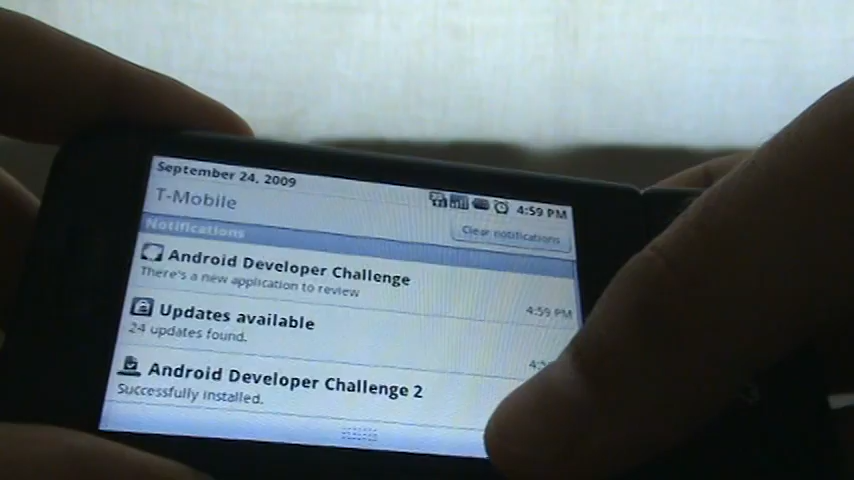 September 24, 2009
4:59 PM
T-Mobile
Clear notifications
Notifications
Android Developer Challenge
There's a new application to review
4:59 PM
Updates available
24 updates found.
Android Developer Challenge 2
Successfully installed.